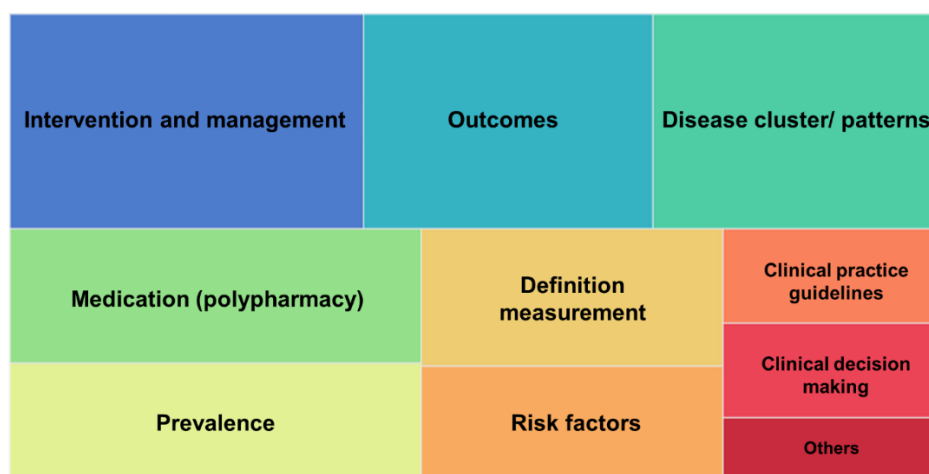 Intervention and management
Outcomes
Disease cluster/ patterns
Medication (polypharmacy)
Definition
measurement
Clinical practice
guidelines
Clinical decision
making
Prevalence
Risk factors
Others